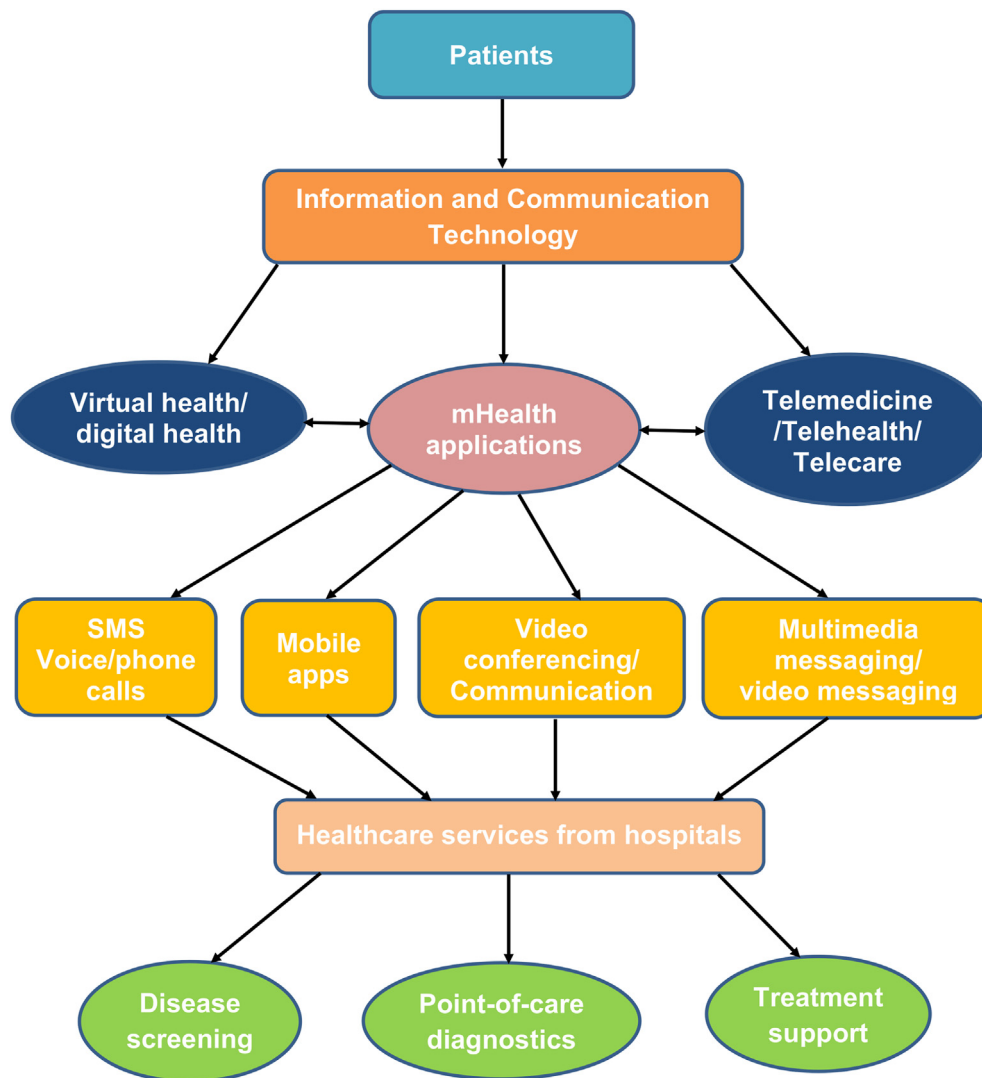 Patients
Information and Communication
Technology
Virtual health/
digital health
mHealth
applications
Telemedicine
/Telehealth/
Telecare
SMS
Voice/phone
calls
Mobile
apps
Video
conferencing/
Communication
Multimedia
messaging/
video messaging
Healthcare services from hospitals
Disease
screening
Point-of-care
diagnostics
Treatment
support